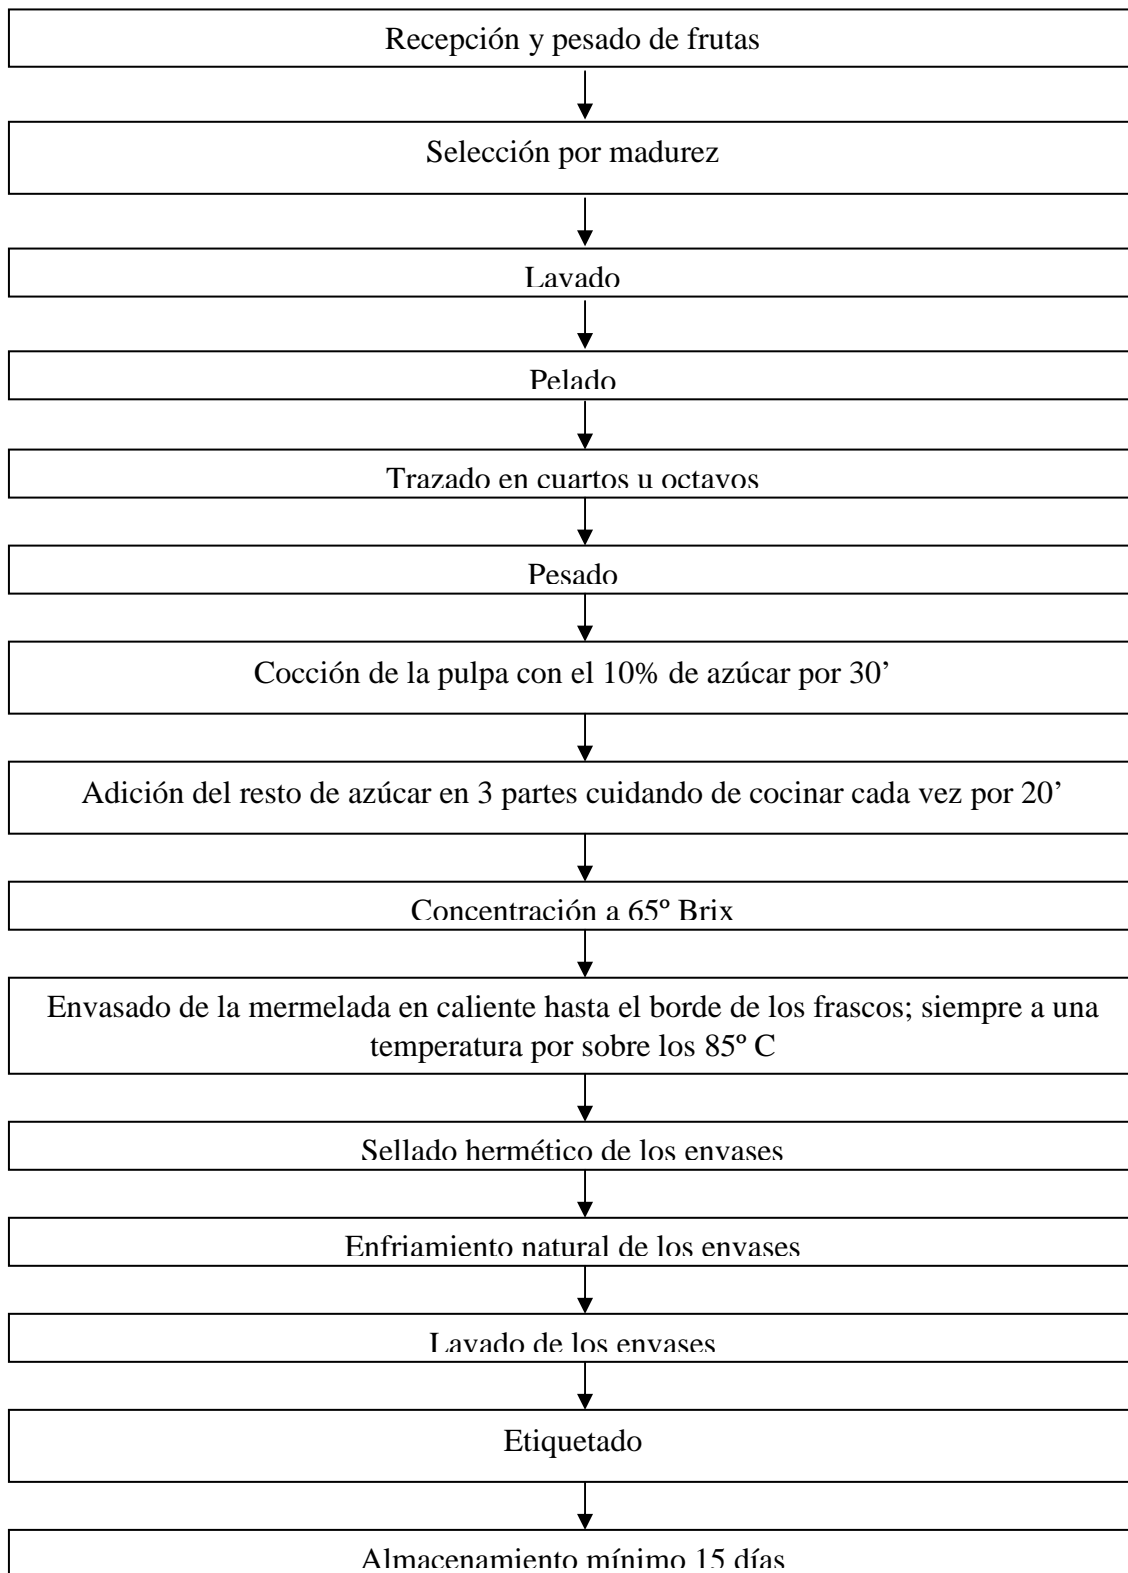 Recepción y pesado de frutas
Selección por madurez
Lavado
Pelado
Trazado en cuartos u octavos
Pesado
Cocción de la pulpa con el 10% de azúcar por 30’
Adición del resto de azúcar en 3 partes cuidando de cocinar cada vez por 20’
Concentración a 65º Brix
Envasado de la mermelada en caliente hasta el borde de los frascos; siempre a una
temperatura por sobre los 85º C
Sellado hermético de los envases
Enfriamiento natural de los envases
Lavado de los envases
Etiquetado
Almacenamiento mínimo 15 días